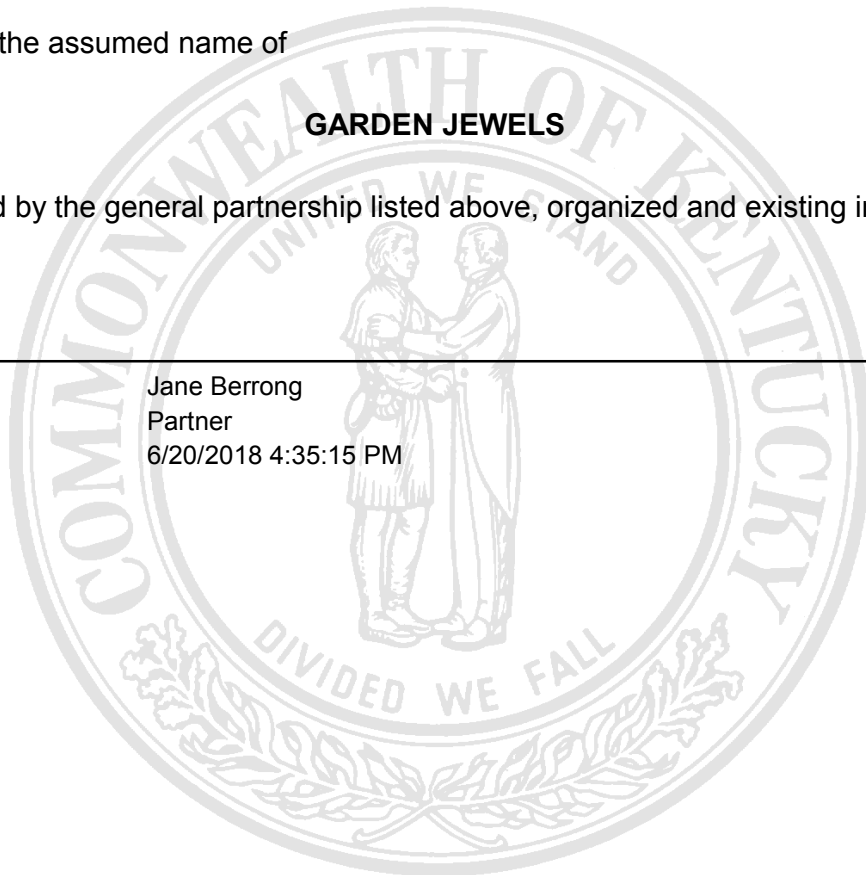 the assumed name of
GARDEN JEWELS
by the general partnership listed above, organized and existing
Jane Berrong
Partner
6/20/2018 4:35:15 PM
COMMONWEALTH OF KENTUCKY
UNITED WE STAND
DIVIDED WE FALL